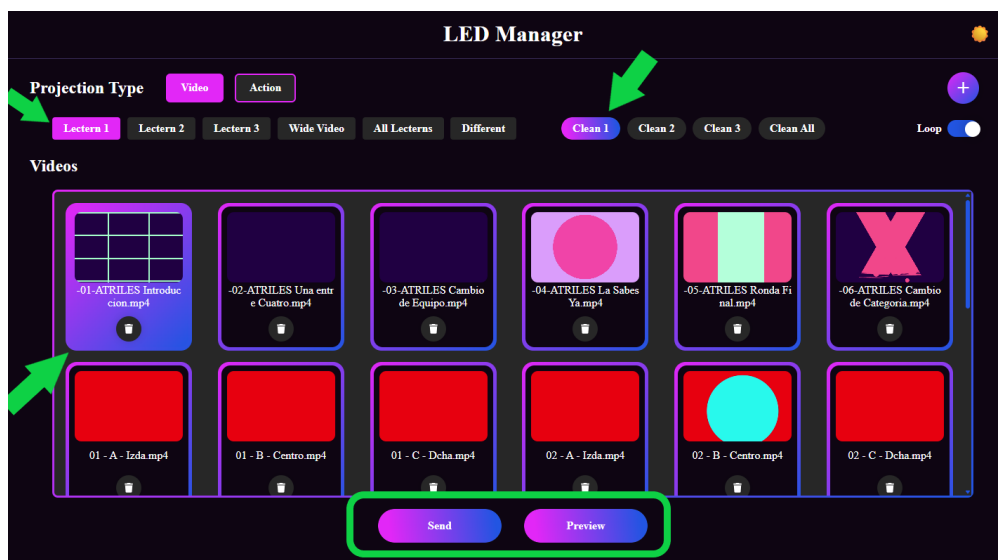 LED Manager
Projection Type
Video
Action
+
Lectern 1
Lectern 2
Lectern 3
Wide Video
All Lecterns
Different
Clean 1
Clean 2
Clean 3
Clean All
Loop
Videos
-01-ATRILES Introduc
cion.mp4
-02-ATRILES Una entr
e Cuatro.mp4
-03-ATRILES Cambio
de Equipo.mp4
-04-ATRILES La Sabes
Ya.mp4
-05-ATRILES Ronda Fi
nal.mp4
-06-ATRILES Cambio
de Categoria.mp4
01 - A - Izda.mp4
01 - B - Centro.mp4
01 - C - Dcha.mp4
02 - A - Izda.mp4
02 - B - Centro.mp4
02 - C - Dcha.mp4
Send
Preview